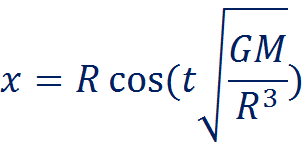 x = R cos(t√(GM/R³))